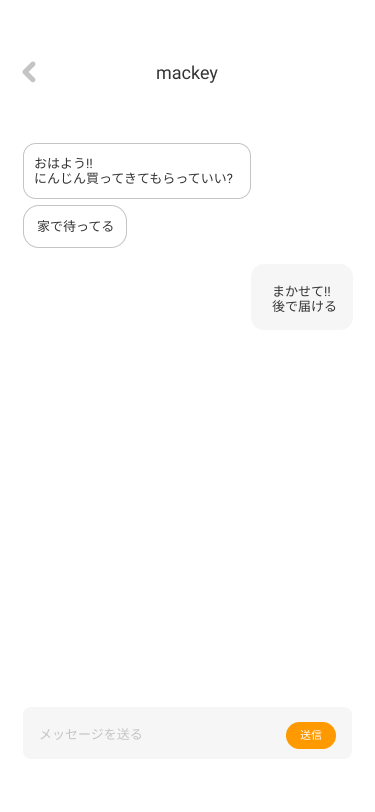 mackey
おはよう!!
にんじん買ってきてもらっていい?
家で待ってる
まかせて!!
後で届ける
メッセージを送る
送信